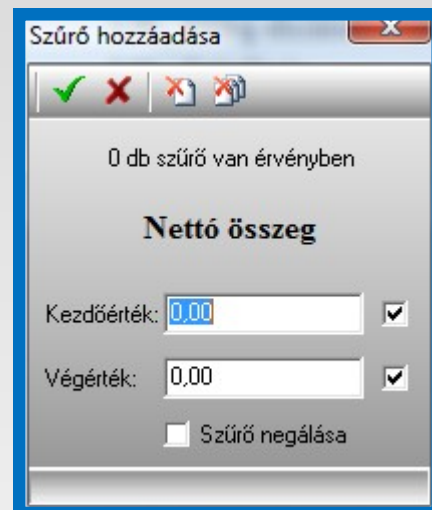 Szűrő hozzáadása
0 db szűrő van érvényben
Nettó összeg
Kezdőérték: 0,00
Végérték: 0,00
Szűrő negálása